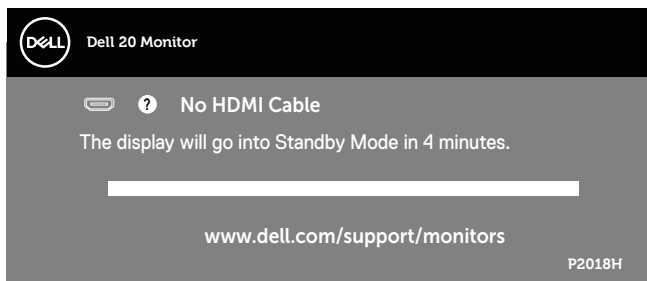 DELL
Dell 20 Monitor
? No HDMI Cable
The display will go into Standby Mode in 4 minutes.
www.dell.com/support/monitors
P2018H